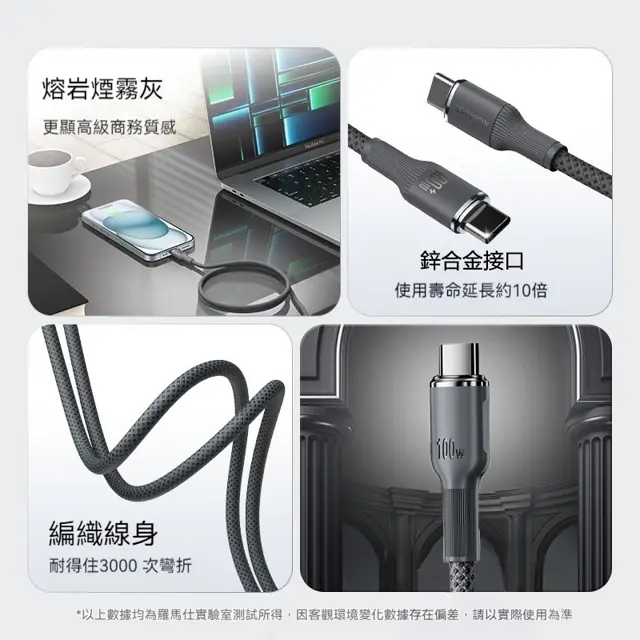 熔岩煙霧灰
更顯高級商務質感
MacBook Pro
鋅合金接口
使用壽命延長約10倍
編織線身
耐得住3000 次彎折
100W
*以上數據均為羅馬仕實驗室測試所得，因客觀環境變化數據存在偏差，請以實際使用為準